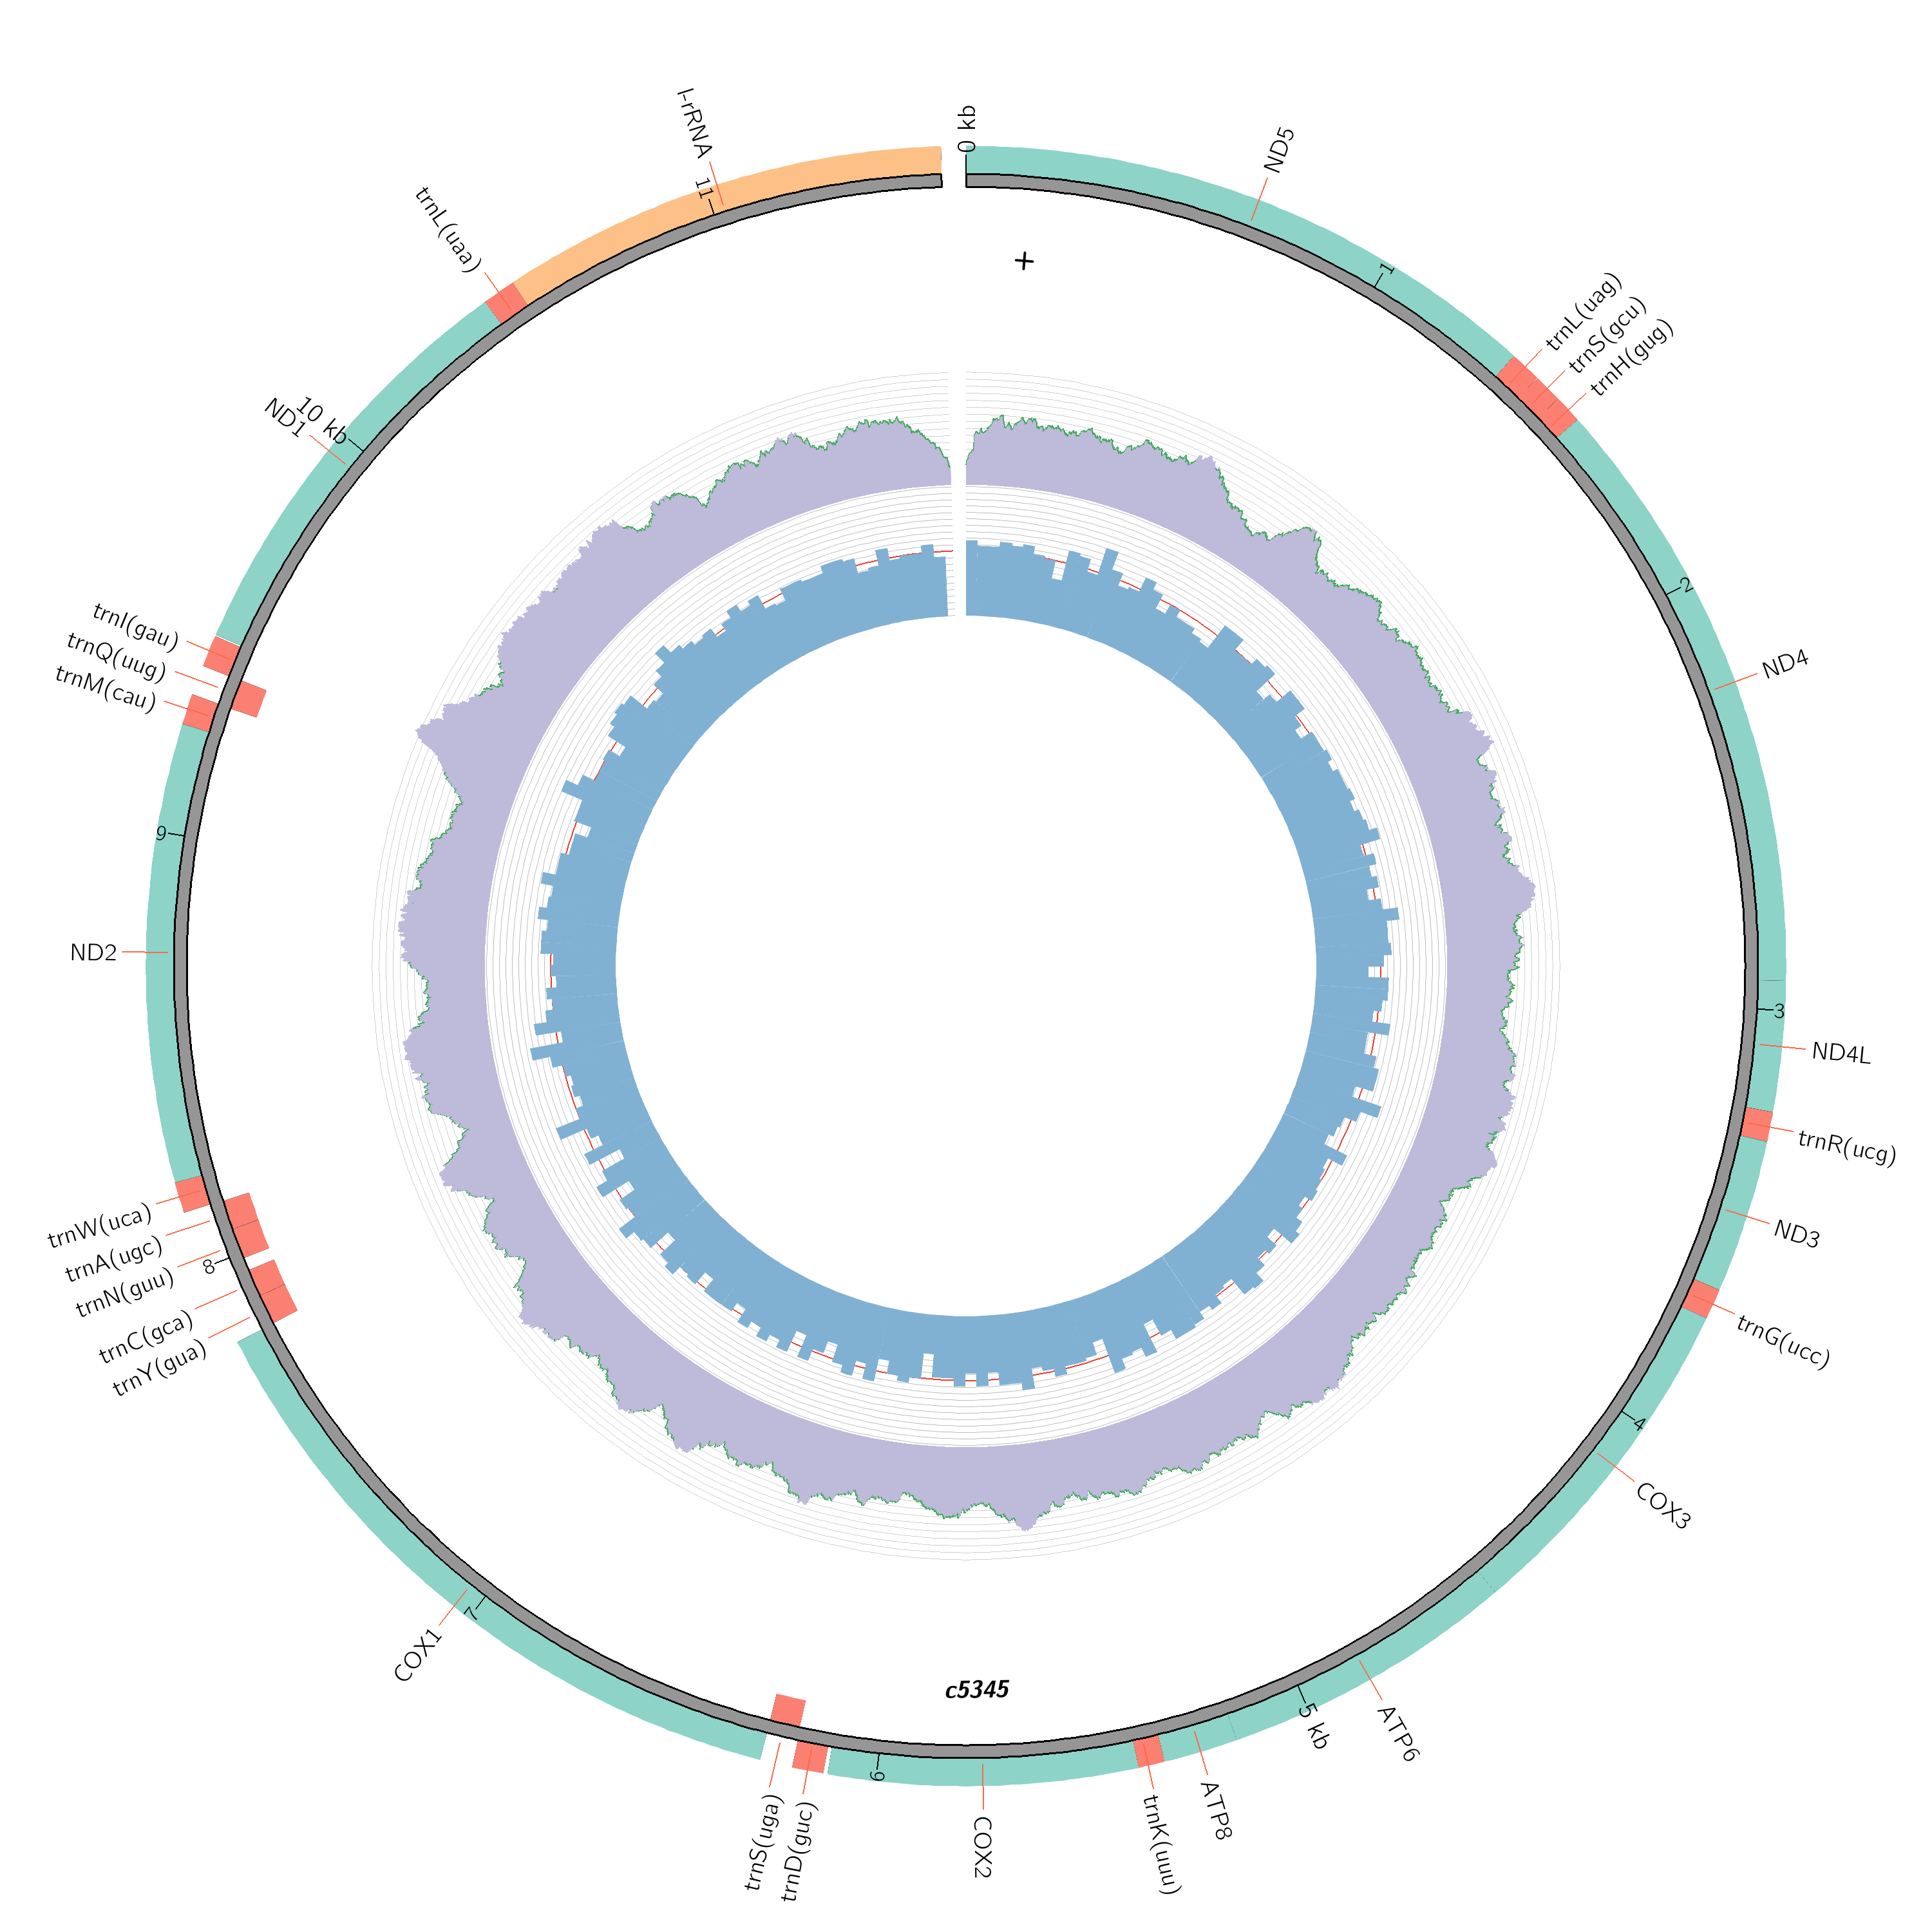 0 kb
ND5
1
trnL(uag)
trnS(gcu)
trnH(gug)
2
ND4
3
ND4L
trnR(ucg)
ND3
trnG(ucc)
4
COX3
ATP6
5 kb
ATP8
trnK(uuu)
COX2
6
trnD(guc)
trnS(uga)
COX1
7
trnY(gua)
trnC(gca)
8
trnN(guu)
trnA(ugc)
trnW(uca)
ND2
9
trnM(cau)
trnQ(uug)
trnI(gau)
ND1
10 kb
trnL(uaa)
11
l-rRNA
+
c5345